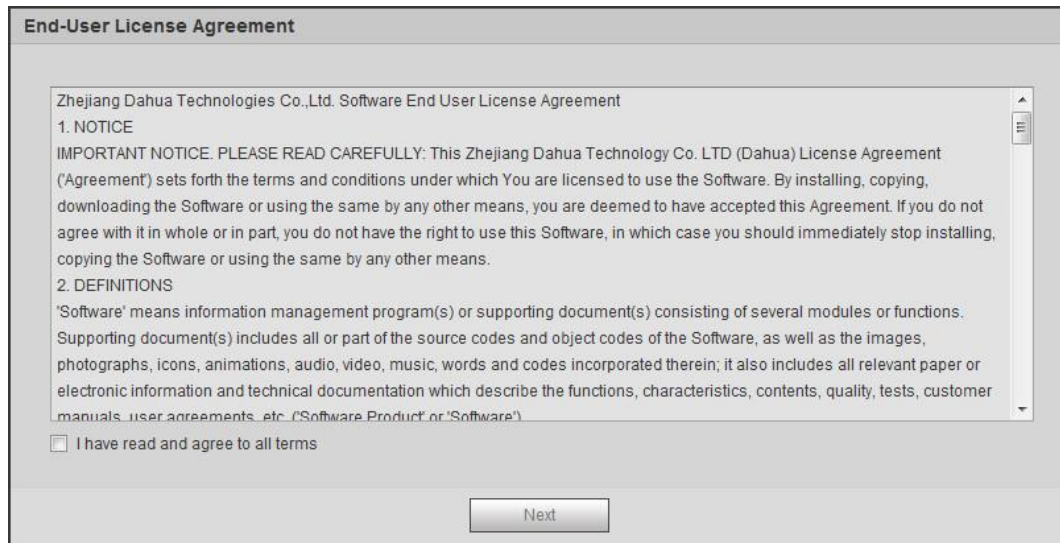 End-User License Agreement
Zhejiang Dahua Technologies Co.,Ltd. Software End User License Agreement
1. NOTICE
IMPORTANT NOTICE. PLEASE READ CAREFULLY: This Zhejiang Dahua Technology Co. LTD (Dahua) License Agreement
('Agreement') sets forth the terms and conditions under which You are licensed to use the Software. By installing, copying,
downloading the Software or using the same by any other means, you are deemed to have accepted this Agreement. If you do not
agree with it in whole or in part, you do not have the right to use this Software, in which case you should immediately stop installing,
copying the Software or using the same by any other means.
2. DEFINITIONS
'Software' means information management program(s) or supporting document(s) consisting of several modules or functions.
Supporting document(s) includes all or part of the source codes and object codes of the Software, as well as the images,
photographs, icons, animations, audio, video, music, words and codes incorporated therein; it also includes all relevant paper or
electronic information and technical documentation which describe the functions, characteristics, contents, quality, tests, customer
manuals, user agreements, etc. ('Software Product' or 'Software')
I have read and agree to all terms
Next